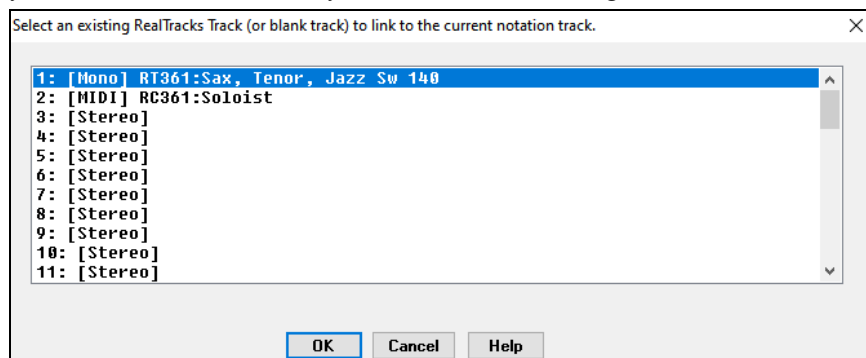 Select an existing RealTracks Track (or blank track) to link to the current notation track.
1: [Mono] RT361:Sax, Tenor, Jazz Sw 140
2: [MIDI] RC361:Soloist
3: [Stereo]
4: [Stereo]
5: [Stereo]
6: [Stereo]
7: [Stereo]
8: [Stereo]
9: [Stereo]
10: [Stereo]
11: [Stereo]
OK Cancel Help